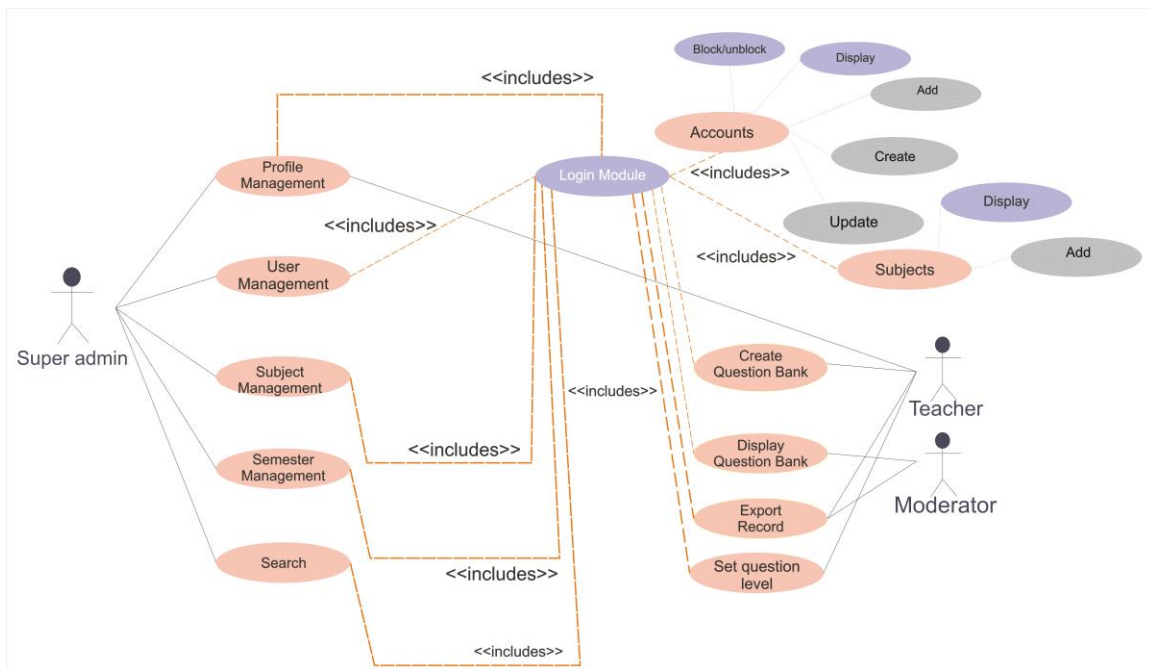 Block/unblock
Display
<<includes>>
Add
Accounts
Create
Profile
Management
Login Module
<<includes>>
Display
<<includes>>
Update
Add
User
Management
<<includes>>
Subjects
Super admin
Create
Question Bank
Subject
Management
<<includes>>
Teacher
<<includes>>
Display
Question Bank
Semester
Management
Moderator
Export
Record
Search
<<includes>>
Set question
level
<<includes>>